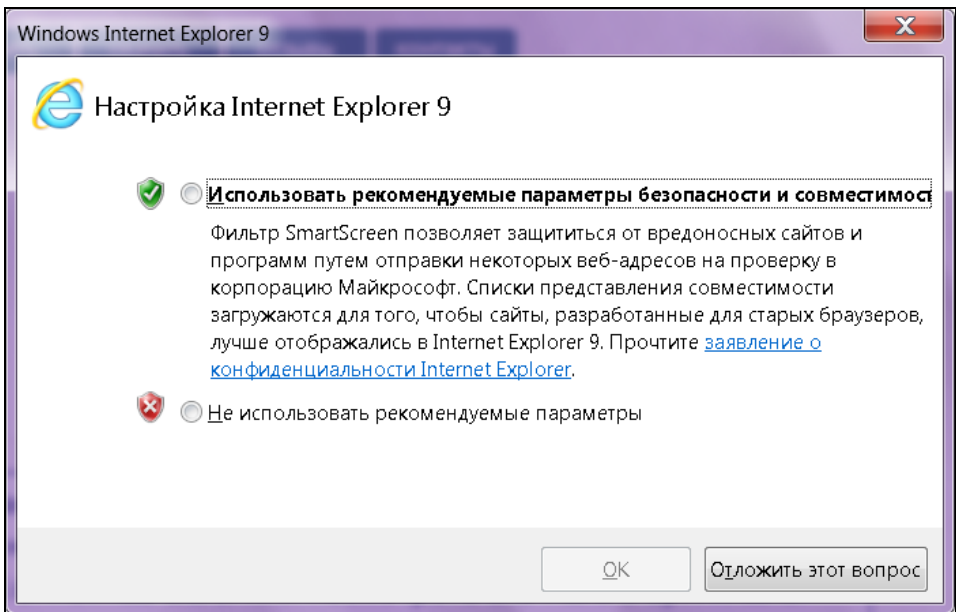 Windows Internet Explorer 9
Настройка Internet Explorer 9
Использовать рекомендуемые параметры безопасности и совместимост
Фильтр SmartScreen позволяет защититься от вредоносных сайтов и
программ путем отправки некоторых веб-адресов на проверку в
корпорацию Майкрософт. Списки представления совместимости
загружаются для того, чтобы сайты, разработанные для старых браузеров,
лучше отображались в Internet Explorer 9. Прочтите заявление о
конфиденциальности Internet Explorer.
Не использовать рекомендуемые параметры
OK
Отложить этот вопрос